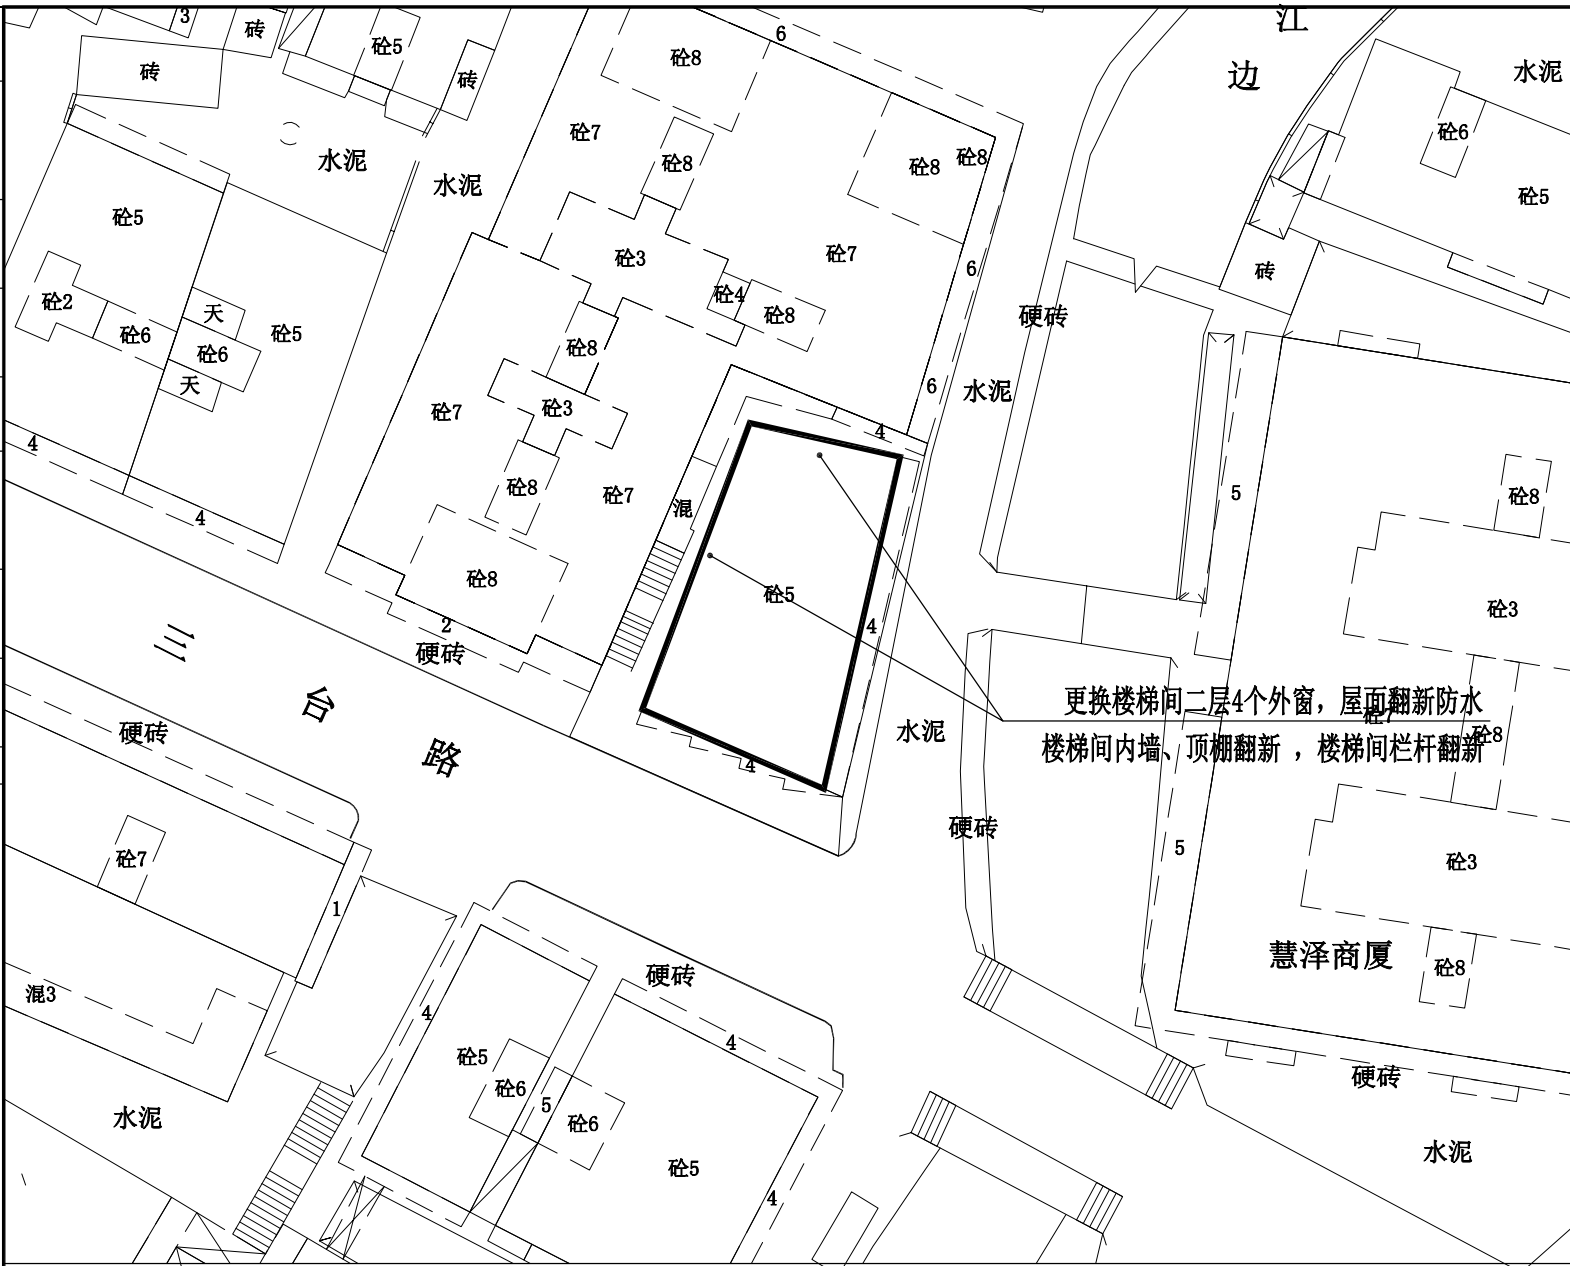 3
砖
砖
砼5
砖
砼8
6
江
边
水泥
砼7
水泥
水泥
砼8
砼8
砼8
砼6
砼5
砼5
砼3
砼7
6
砖
砼2
砼6
天
砼6
天
砼5
砼4
砼8
硬砖
砼8
砼7
砼3
6
水泥
4
4
4
砼8
砼7
混
5
砼8
砼8
砼5
砼3
2
硬砖
4
三
台
路
硬砖
水泥
更换楼梯间二层4个外窗，屋面翻新防水
砼7
砼8
楼梯间内墙、顶棚翻新 ，楼梯间栏杆翻新
4
硬砖
5
砼7
砼3
1
慧泽商厦
砼8
硬砖
混3
4
4
砼5
砼6
5
砼6
硬砖
水泥
砼5
4
水泥